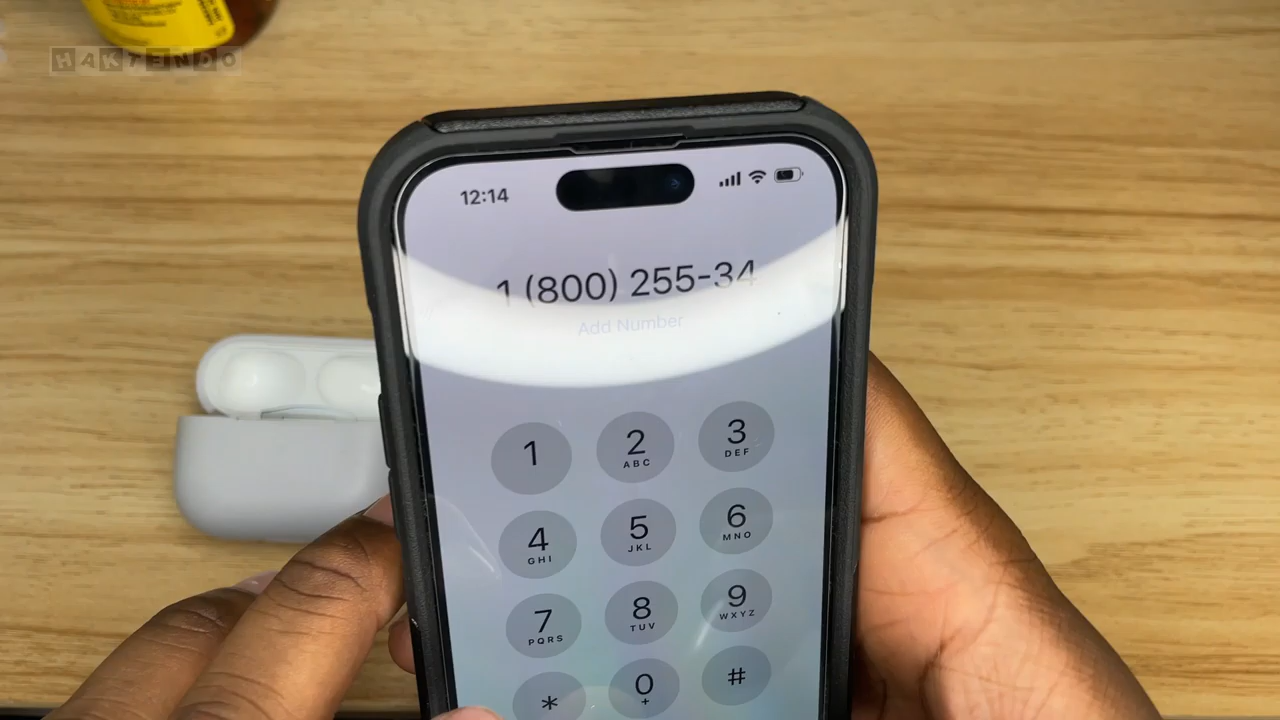 HAKTENDO
12:14
1 (800) 255-34
Add Number
1
2
ABC
3
DEF
4
GHI
5
JKL
6
MNO
7
PQRS
8
TUV
9
WXYZ
*
0
+
#